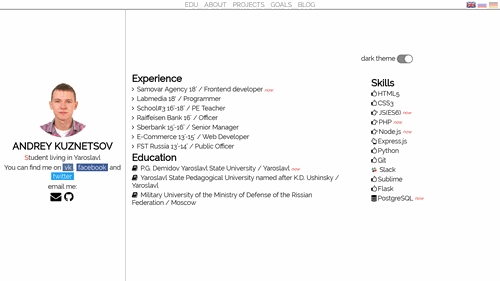 EDU ABOUT PROJECTS GOALS BLOG
dark theme
ANDREY KUZNETSOV
Student living in Yaroslavl
You can find me on vk, facebook and
twitter
email me:
Experience
Samovar Agency 18' / Frontend developer now
Labmedia 18' / Programmer
School#3 16'-18' / PE Teacher
Raiffeisen Bank 16' / Officer
Sberbank 15'-16' / Senior Manager
E-Commerce 13'-15' / Web Developer
FST Russia 13'-14' / Public Officer
Education
P.G. Demidov Yaroslavl State University / Yaroslavl now
Yaroslavl State Pedagogical University named after K.D. Ushinsky /
Yaroslavl
Military University of the Ministry of Defense of the Rissian
Federation / Moscow
Skills
HTML5
CSS3
JS(ES6) now
PHP now
Node.js now
Express.js
Python
Git
Slack
Sublime
Flask
PostgreSQL now